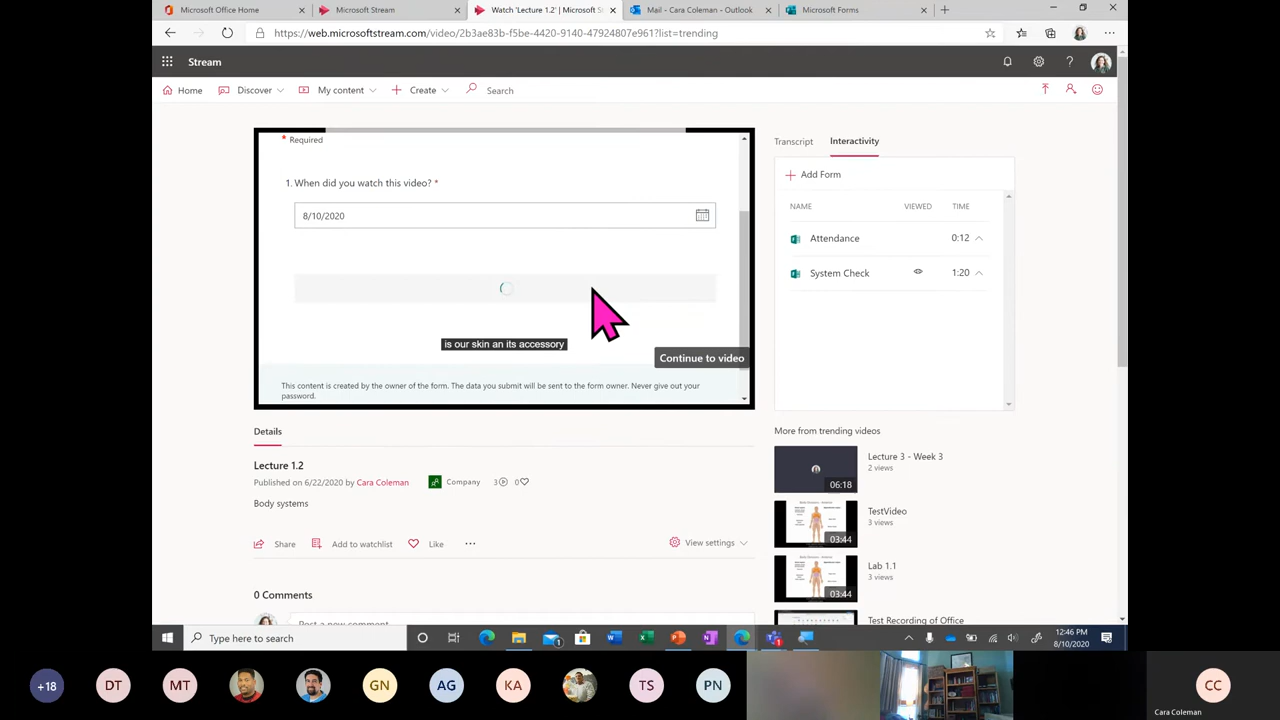 Microsoft Office Home
Microsoft Stream
Watch 'Lecture 1.2' | Microsoft St
Mail - Cara Coleman - Outlook
Microsoft Forms
https://web.microsoftstream.com/video/2b3ae83b-f5be-4420-9140-47924807e961?list=trending
Stream
Home
Discover
My content
Create
Search
* Required
1. When did you watch this video? *
8/10/2020
is our skin an its accessory
Continue to video
This content is created by the owner of the form. The data you submit will be sent to the form owner. Never give out your
password.
Transcript
Interactivity
Add Form
NAME VIEWED TIME
Attendance 0:12
System Check 1:20
Details
Lecture 1.2
Published on 6/22/2020 by Cara Coleman
Company
3
0
Body systems
Share
Add to watchlist
Like
View settings
0 Comments
Post a new comment
More from trending videos
Lecture 3 - Week 3
2 views
06:18
TestVideo
3 views
03:44
Lab 1.1
3 views
03:44
Test Recording of Office
Type here to search
12:46 PM
8/10/2020
+18
DT
MT
GN
AG
KA
TS
PN
CC
Cara Coleman